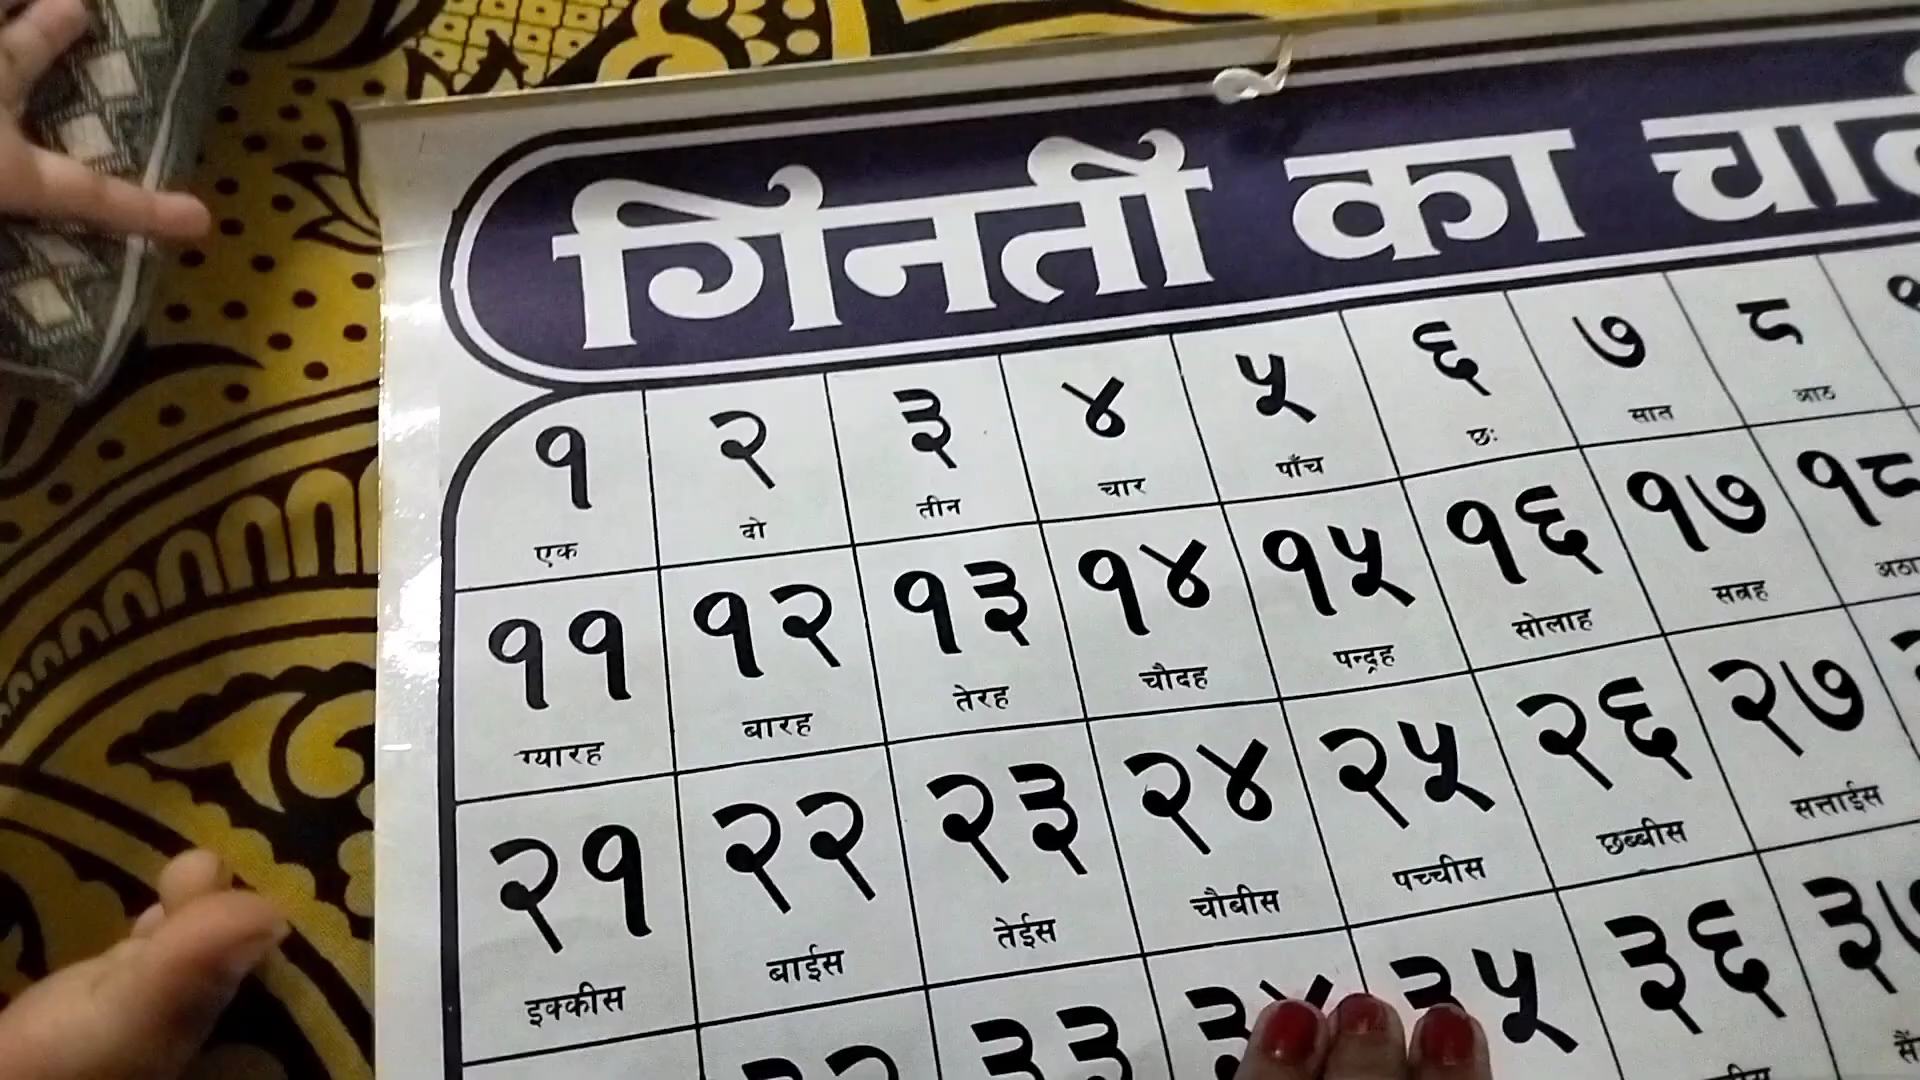 गिनती का
१ २ ३ ४ ५ ६ ७ ८
एक दो तीन चार पाँच छः सात आठ
११ १२ १३ १४ १५ १६ १७ १८
ग्यारह बारह तेरह चौदह पन्द्रह सोलाह सत्रह
२१ २२ २३ २४ २५ २६ २७
इक्कीस बाईस तेईस चौबीस पच्चीस छब्बीस सत्ताईस
३३ ३५ ३६